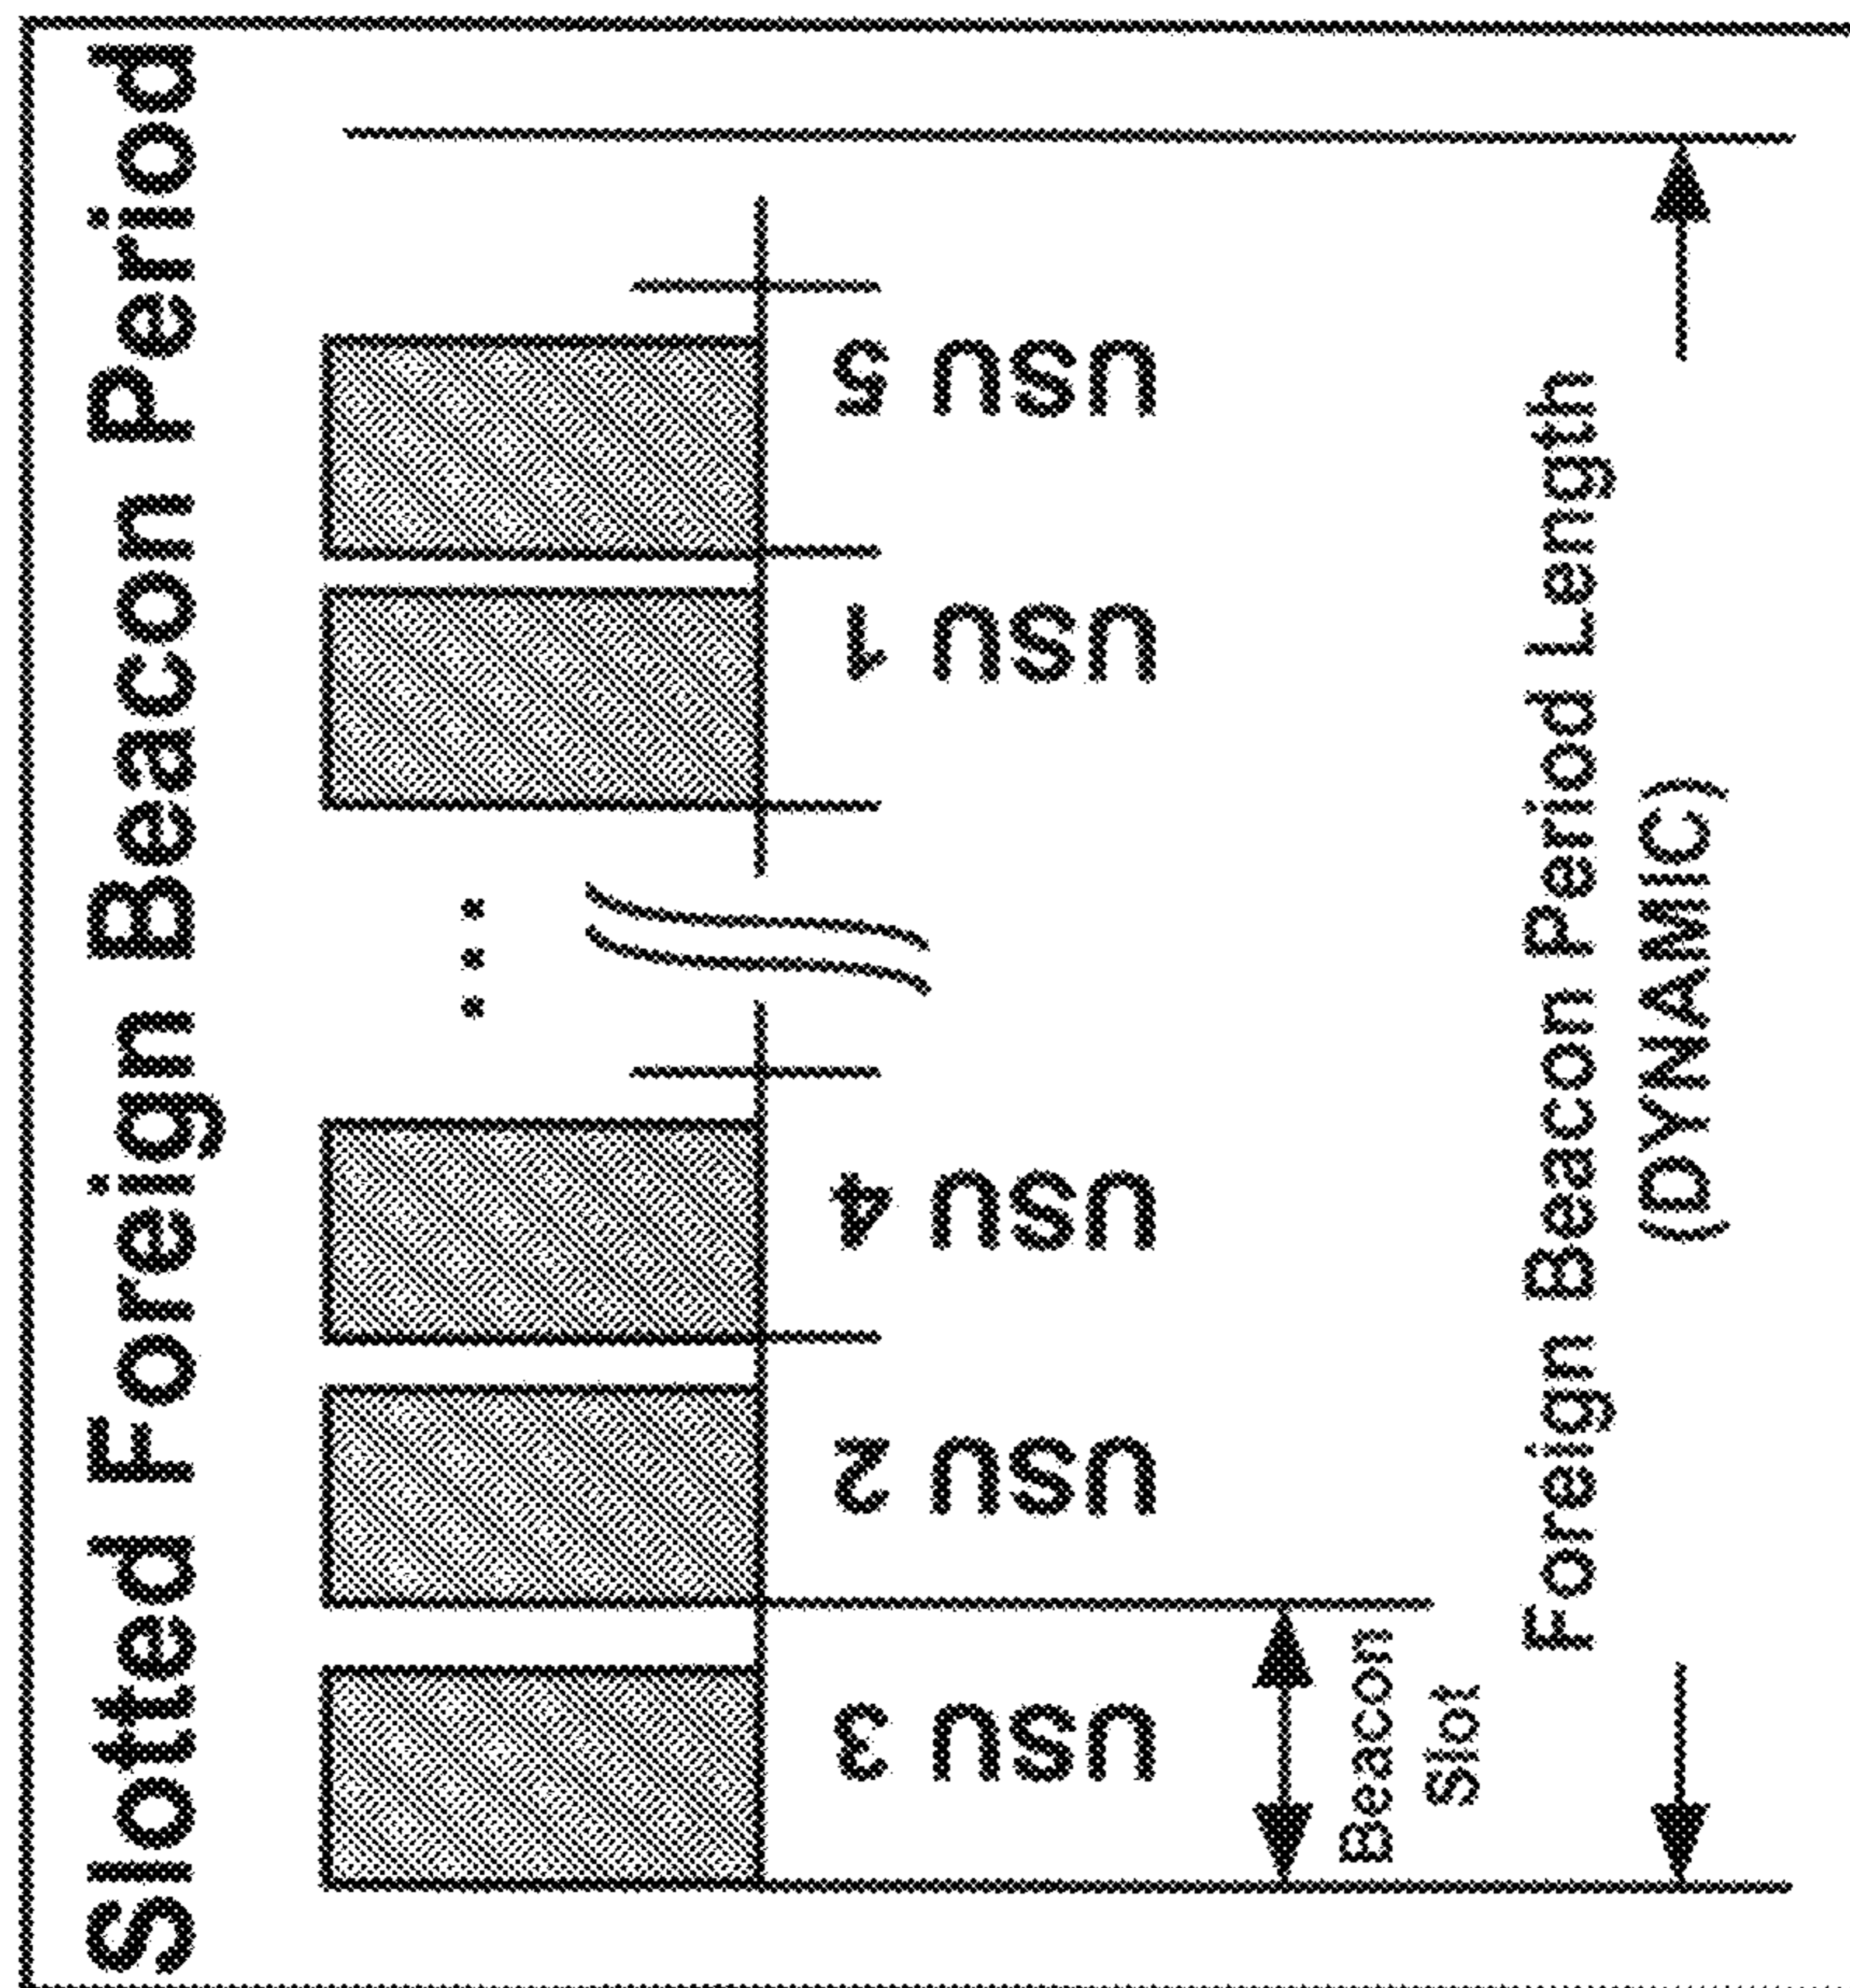 Slotted Foreign Beacon Period
USU 3
USU 2
USU 4
...
USU 1
USU 5
Beacon
Slot
Foreign Beacon Period Length
(DYNAMIC)